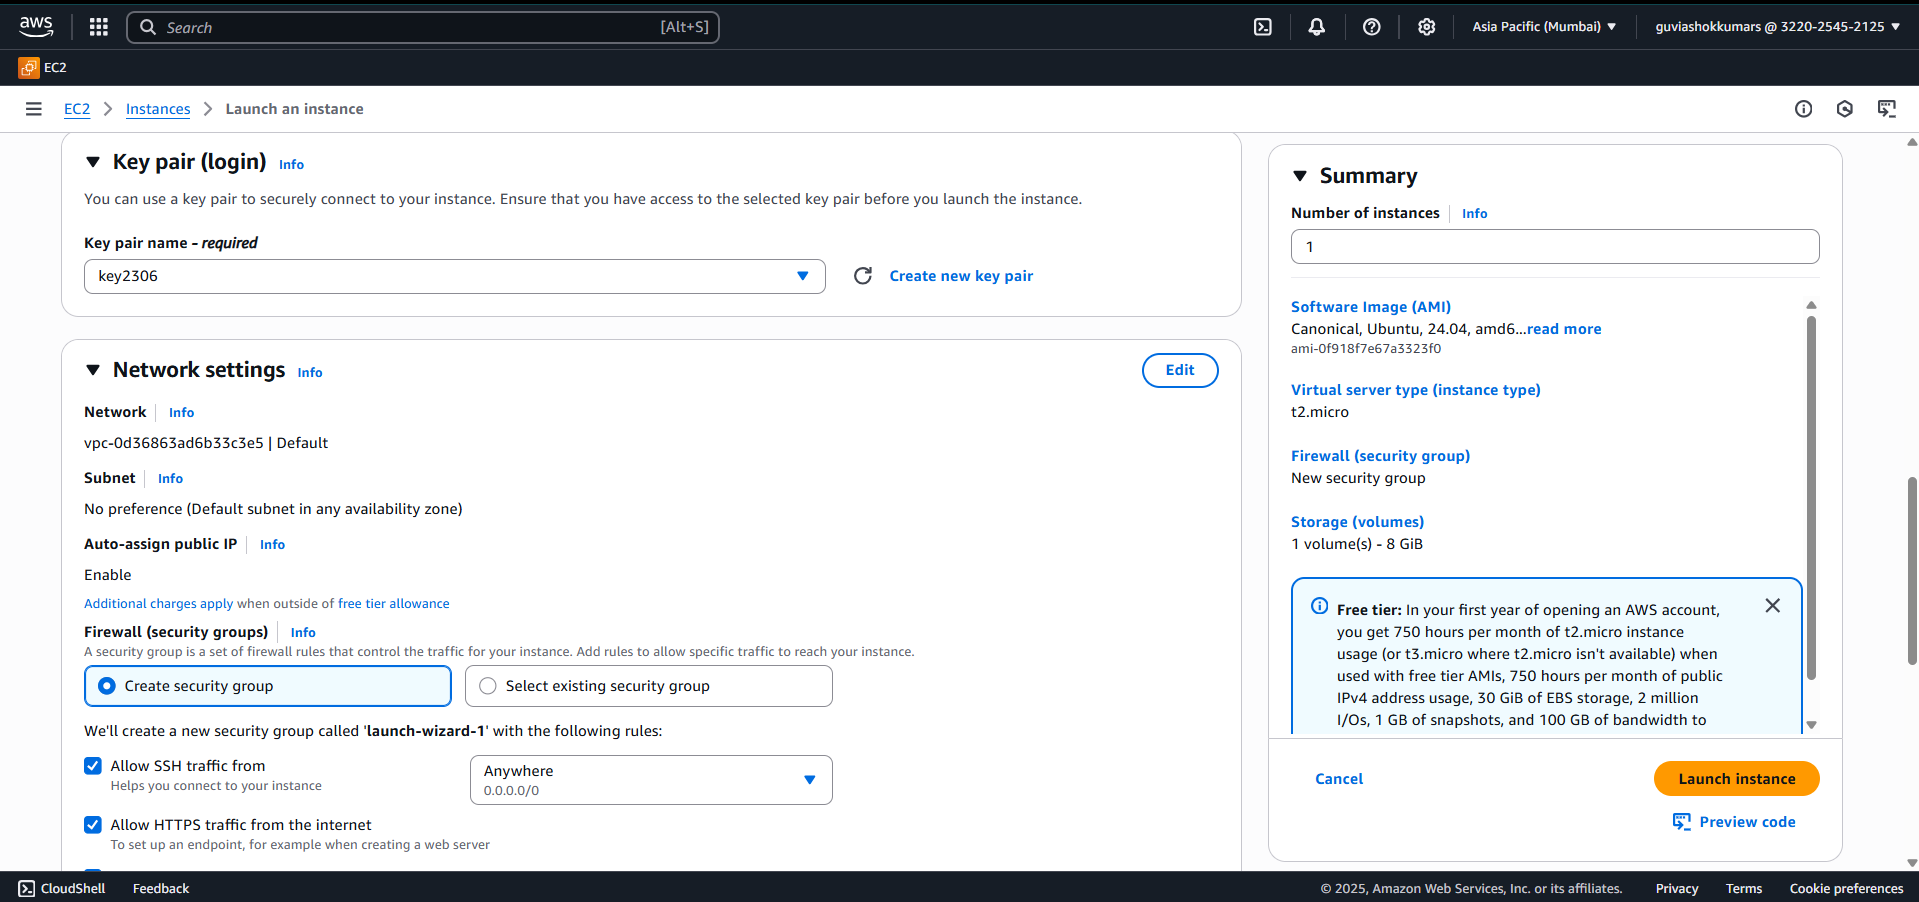 aws
Search [Alt+S]
Asia Pacific (Mumbai)
guviashokkumars @ 3220-2545-2125
EC2
EC2 Instances Launch an instance
Key pair (login) Info
You can use a key pair to securely connect to your instance. Ensure that you have access to the selected key pair before you launch the instance.
Key pair name - required
key2306
Create new key pair
Network settings Info
Edit
Network Info
vpc-0d36863ad6b33c3e5 | Default
Subnet Info
No preference (Default subnet in any availability zone)
Auto-assign public IP Info
Enable
Additional charges apply when outside of free tier allowance
Firewall (security groups) Info
A security group is a set of firewall rules that control the traffic for your instance. Add rules to allow specific traffic to reach your instance.
Create security group
Select existing security group
We'll create a new security group called 'launch-wizard-1' with the following rules:
Allow SSH traffic from
Helps you connect to your instance
Anywhere
0.0.0.0/0
Allow HTTPS traffic from the internet
To set up an endpoint, for example when creating a web server
Summary
Number of instances Info
1
Software Image (AMI)
Canonical, Ubuntu, 24.04, amd6...read more
ami-0f918f7e67a3323f0
Virtual server type (instance type)
t2.micro
Firewall (security group)
New security group
Storage (volumes)
1 volume(s) - 8 GiB
Free tier: In your first year of opening an AWS account,
you get 750 hours per month of t2.micro instance
usage (or t3.micro where t2.micro isn't available) when
used with free tier AMIs, 750 hours per month of public
IPv4 address usage, 30 GiB of EBS storage, 2 million
I/Os, 1 GB of snapshots, and 100 GB of bandwidth to
Cancel
Launch instance
Preview code
CloudShell Feedback
© 2025, Amazon Web Services, Inc. or its affiliates. Privacy Terms Cookie preferences